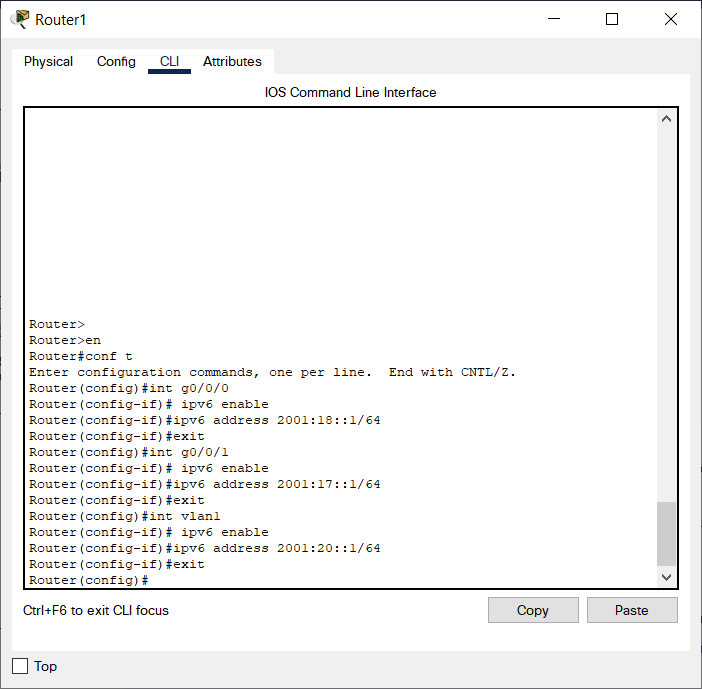 Router1
Physical Config CLI Attributes
IOS Command Line Interface
Router>
Router>en
Router#conf t
Enter configuration commands, one per line.  End with CNTL/Z.
Router(config)#int g0/0/0
Router(config-if)# ipv6 enable
Router(config-if)#ipv6 address 2001:18::1/64
Router(config-if)#exit
Router(config)#int g0/0/1
Router(config-if)# ipv6 enable
Router(config-if)#ipv6 address 2001:17::1/64
Router(config-if)#exit
Router(config)#int vlan1
Router(config-if)# ipv6 enable
Router(config-if)#ipv6 address 2001:20::1/64
Router(config-if)#exit
Router(config)#
Ctrl+F6 to exit CLI focus
Copy Paste
Top